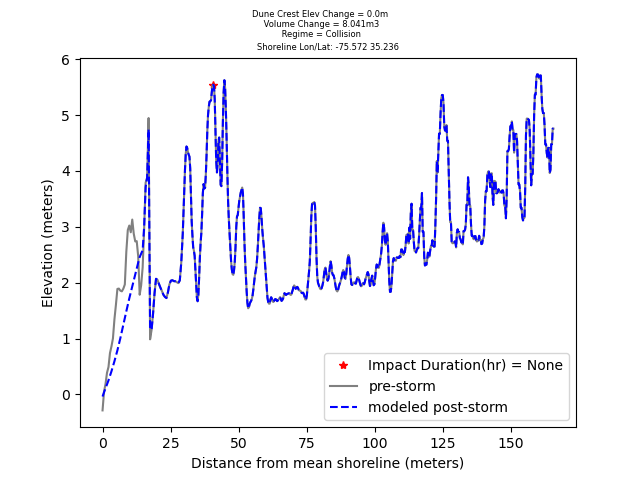 Dune Crest Elev Change = 0.0m
Volume Change = 8.041m3
Regime = Collision
Shoreline Lon/Lat: -75.572 35.236
6
5
4
3
2
1
0
Elevation (meters)
Impact Duration(hr) = None
pre-storm
modeled post-storm
0 25 50 75 100 125 150
Distance from mean shoreline (meters)